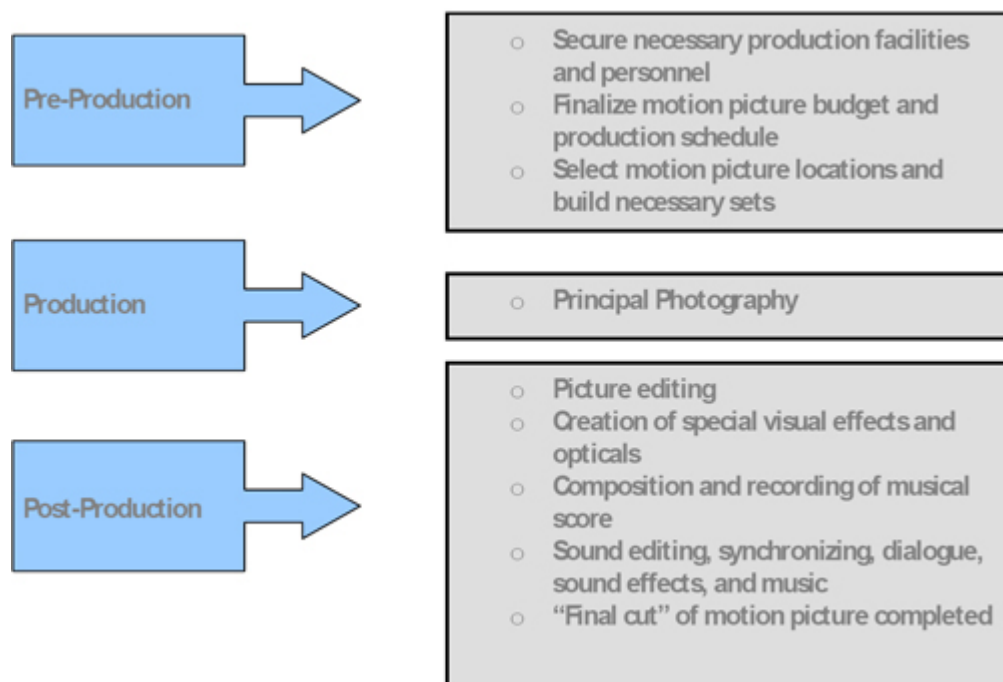 Pre-Production
o Secure necessary production facilities
and personnel
o Finalize motion picture budget and
production schedule
o Select motion picture locations and
build necessary sets
Production
o Principal Photography
Post-Production
o Picture editing
o Creation of special visual effects and
opticals
o Composition and recording of musical
score
o Sound editing, synchronizing, dialogue,
sound effects, and music
o “Final cut” of motion picture completed